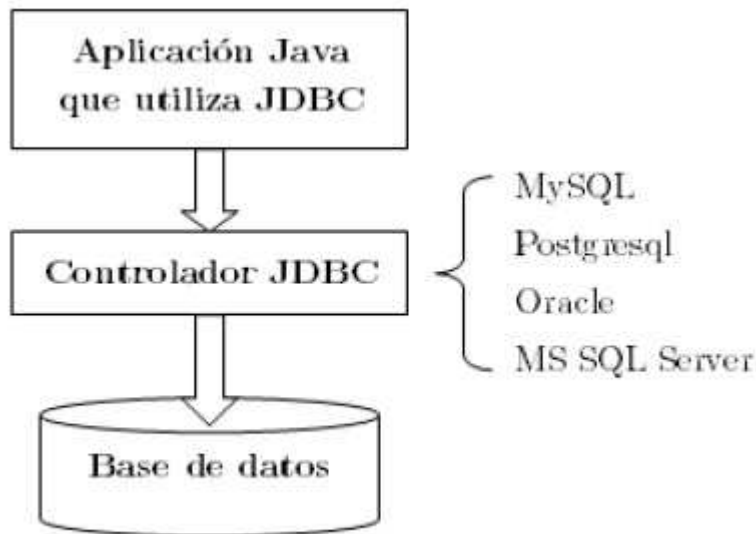 Aplicación Java
que utiliza JDBC
Controlador JDBC
MySQL
Postgresql
Oracle
MS SQL Server
Base de datos